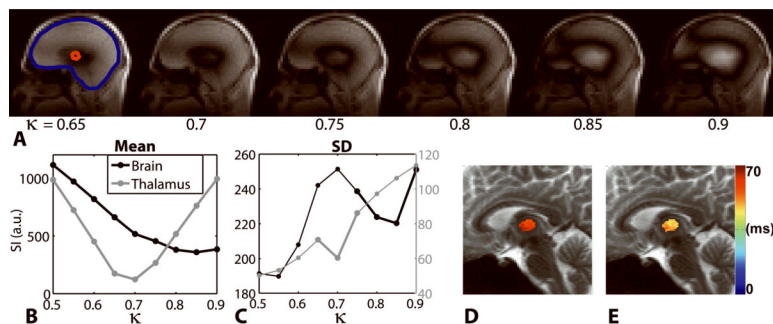 κ = 0.65 0.7 0.75 0.8 0.85 0.9
A
Mean
SI (a.u.)
1000
500
0
Brain
Thalamus
0.5 0.6 0.7 0.8 0.9
κ
B
SD
260
240
220
200
180
120
100
80
60
40
0.5 0.6 0.7 0.8 0.9
κ
C
D
E
70
(ms)
0